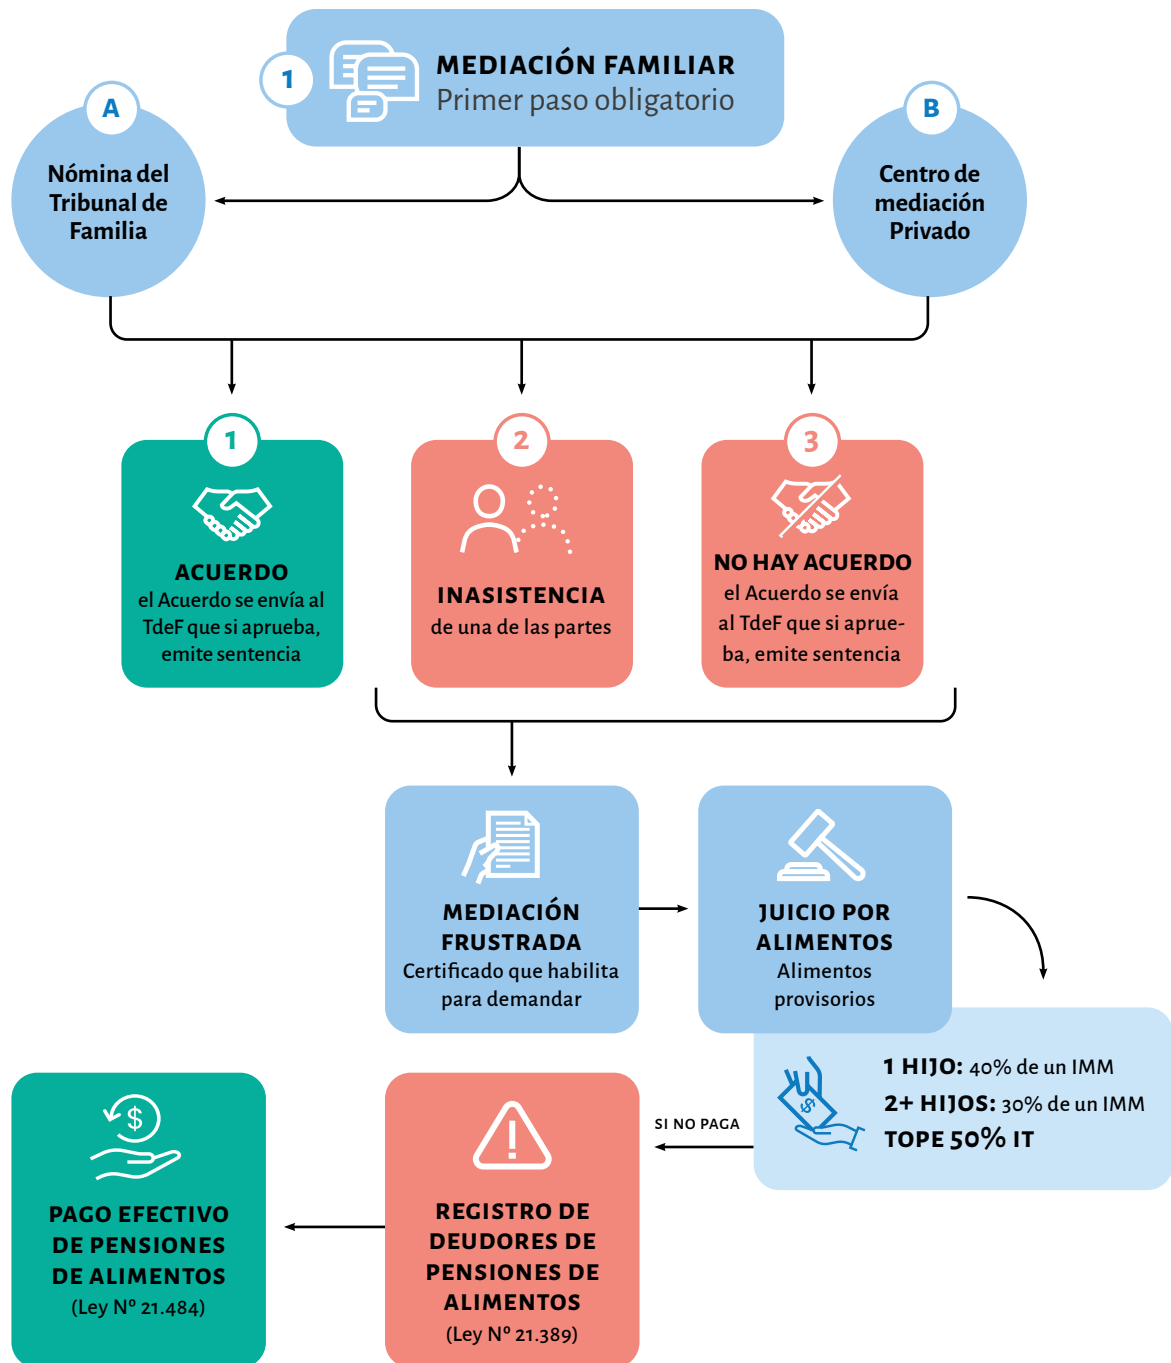 1
MEDIACIÓN FAMILIAR
Primer paso obligatorio
A
Nómina del
Tribunal de
Familia
B
Centro de
mediación
Privado
1
ACUERDO
el Acuerdo se envía al
TdeF que si aprueba,
emite sentencia
2
INASISTENCIA
de una de las partes
3
NO HAY ACUERDO
el Acuerdo se envía
al TdeF que si aprue-
ba, emite sentencia
MEDIACIÓN
FRUSTRADA
Certificado que habilita
para demandar
JUICIO POR
ALIMENTOS
Alimentos
provisorios
$
1 HIJO: 40% de un IMM
2+ HIJOS: 30% de un IMM
TOPE 50% IT
SI NO PAGA
!
REGISTRO DE
DEUDORES DE
PENSIONES DE
ALIMENTOS
(Ley Nº 21.389)
$
PAGO EFECTIVO
DE PENSIONES
DE ALIMENTOS
(Ley Nº 21.484)